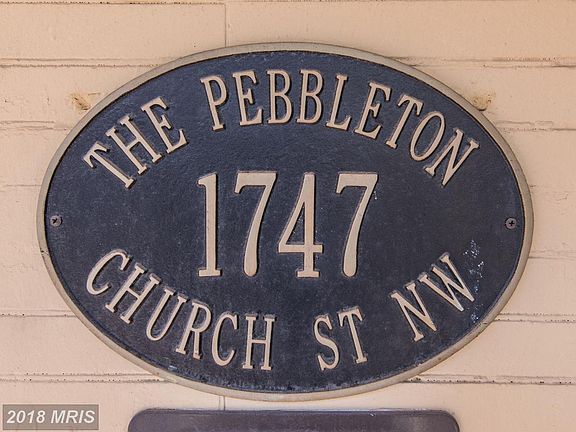 THE PEBBLETON
1747
CHURCH ST NW
2018 MRIS